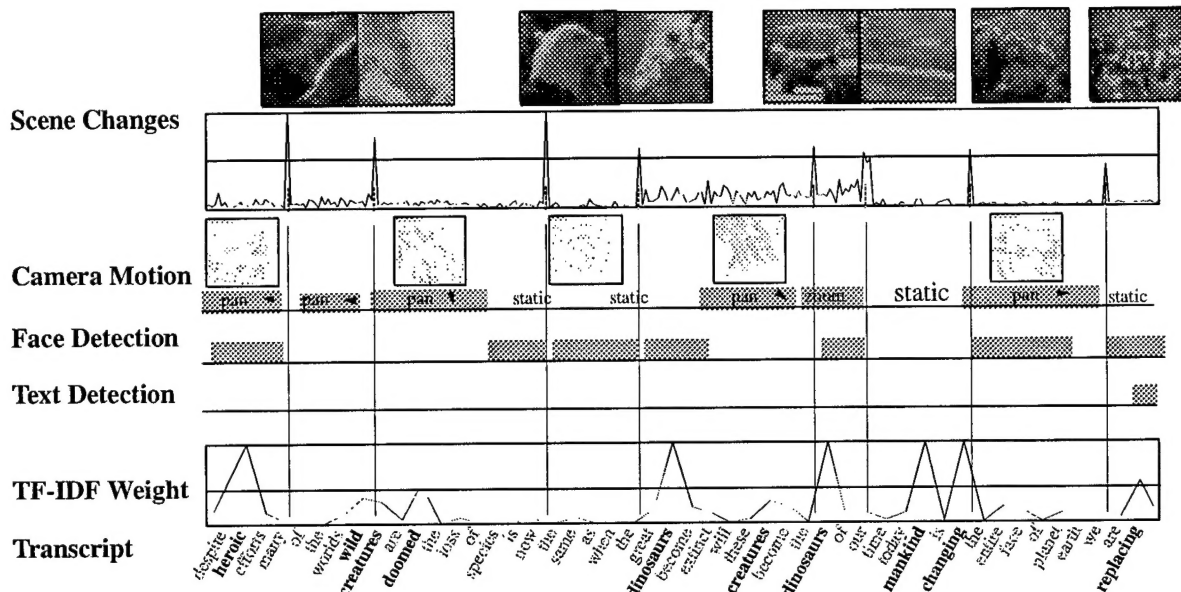 Scene Changes
Camera Motion
pan pan pan static static pan zoom static pan static
Face Detection
Text Detection
TF-IDF Weight
Transcript
despite heroic efforts many of the world's wild creatures are doomed the loss of species is now the same as when the great dinosaurs become extinct will these creatures become the dinosaurs of our time today mankind is changing the entire face of planet earth we are replacing